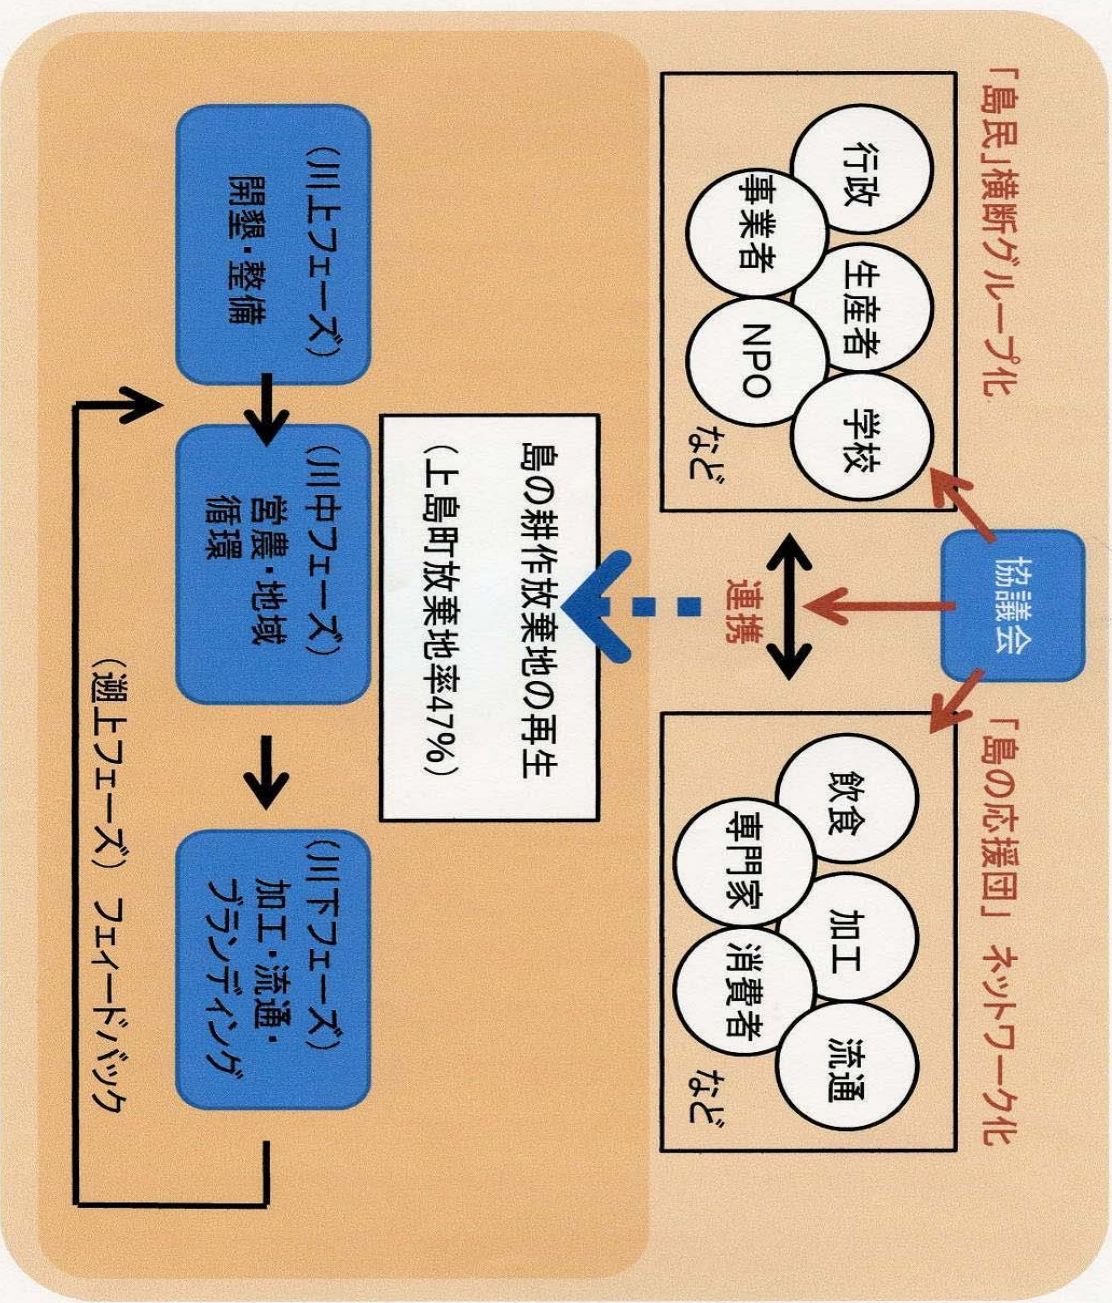 協議会
「島民」横断グループ化
「島の応援団」 ネットワーク化
行政
生産者
学校
事業者
NPO
など
連携
飲食
加工
流通
専門家
消費者
など
島の耕作放棄地の再生
(上島町放棄地率47%)
(川上フェーズ)
開墾・整備
(川中フェーズ)
営農・地域
循環
(川下フェーズ)
加工・流通・
ブランディング
(遡上フェーズ) フィードバック